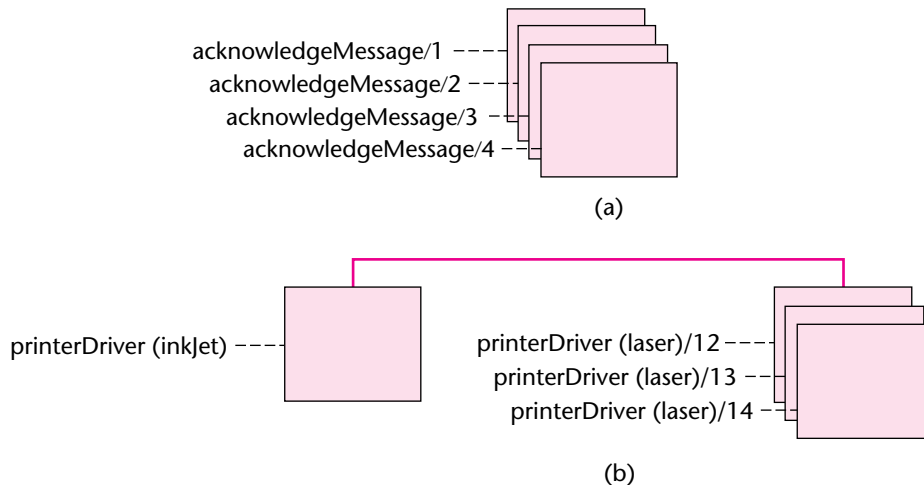 acknowledgeMessage/1
acknowledgeMessage/2
acknowledgeMessage/3
acknowledgeMessage/4
(a)
printerDriver (inkJet)
printerDriver (laser)/12
printerDriver (laser)/13
printerDriver (laser)/14
(b)